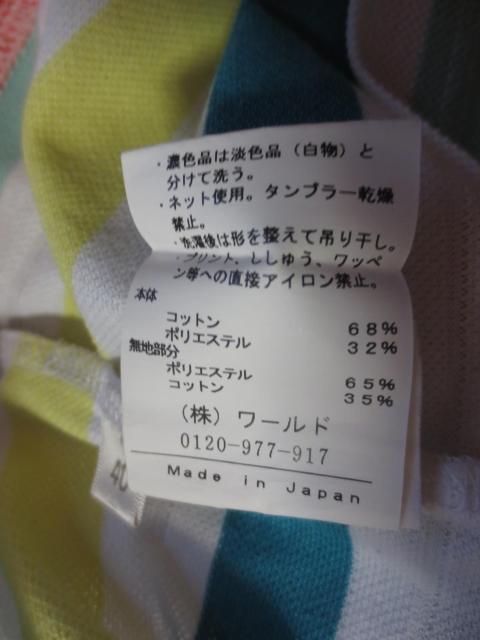 ・濃色品は淡色品（白物）と
分けて洗う。
・ネット使用。タンブラー乾燥
禁止。
・洗濯後は形を整えて吊り干し。
・プリント、ししゅう、ワッペ
ン等への直接アイロン禁止。
本体
コットン 68%
ポリエステル 32%
無地部分
ポリエステル 65%
コットン 35%
（株）ワールド
0120-977-917
Made in Japan
40